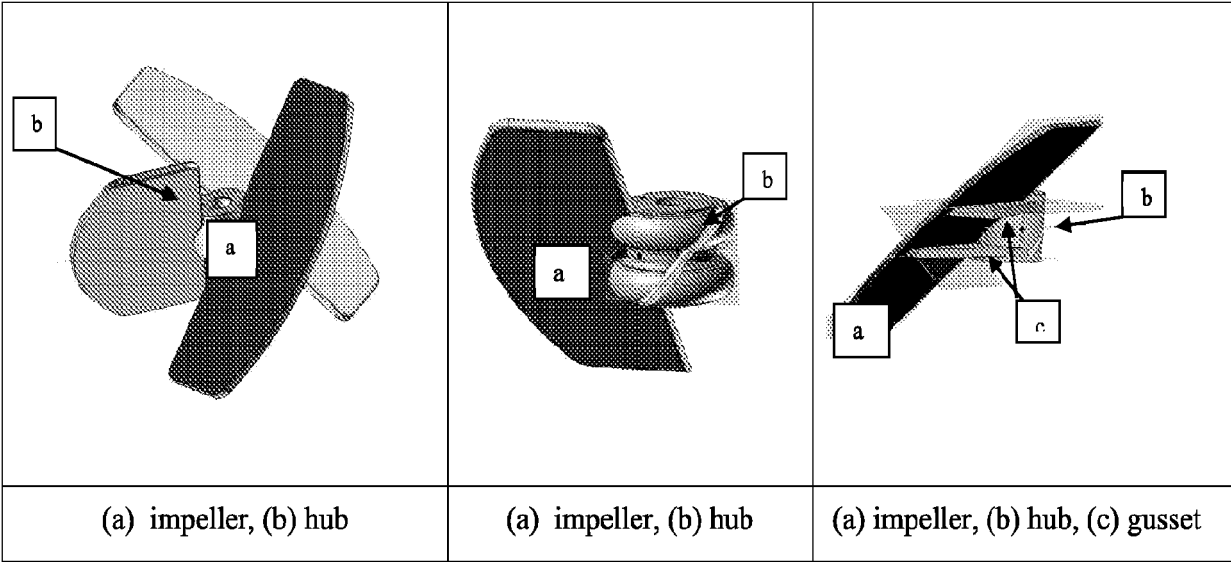 b
a
a
b
a
b
c
(a) impeller, (b) hub
(a) impeller, (b) hub
(a) impeller, (b) hub, (c) gusset